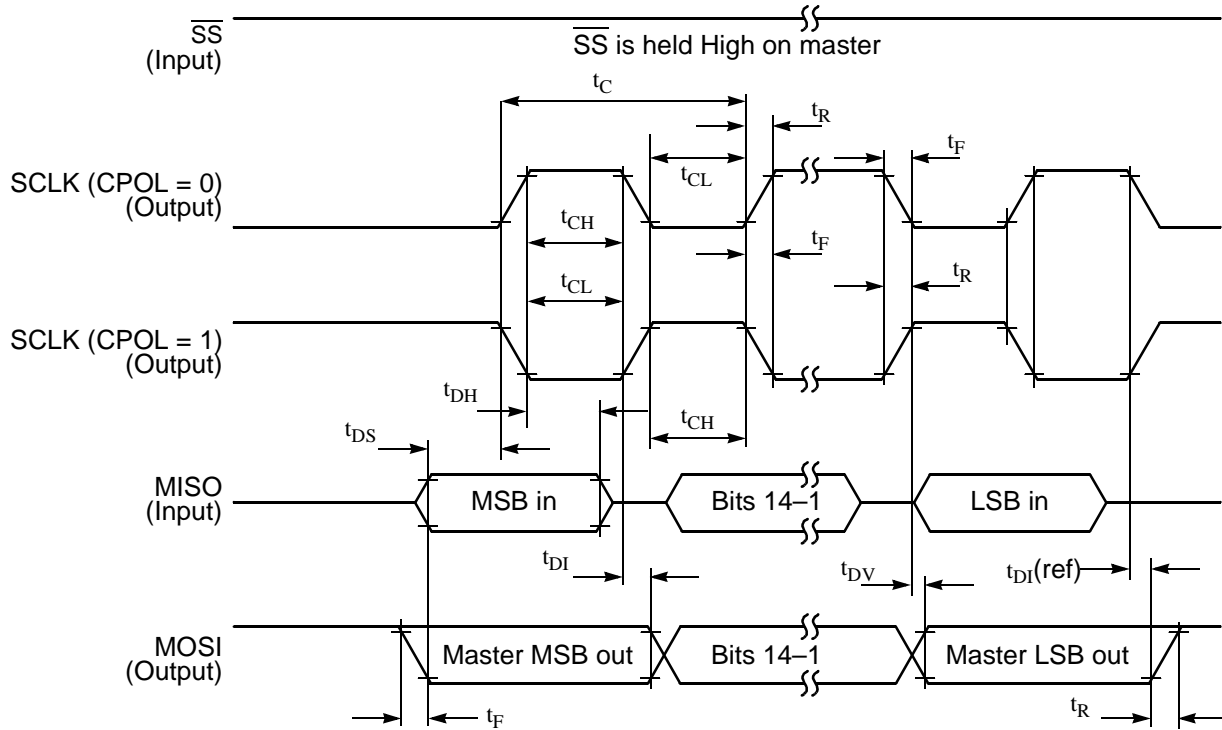 SS
(Input)
SS is held High on master
tC
tR
tF
tCL
SCLK (CPOL = 0)
(Output)
tCH
tF
tCL
tR
SCLK (CPOL = 1)
(Output)
tDH
tCH
tDS
MISO
(Input)
MSB in
Bits 14–1
LSB in
tDI
tDV
tDI(ref)
MOSI
(Output)
Master MSB out
Bits 14–1
Master LSB out
tF
tR